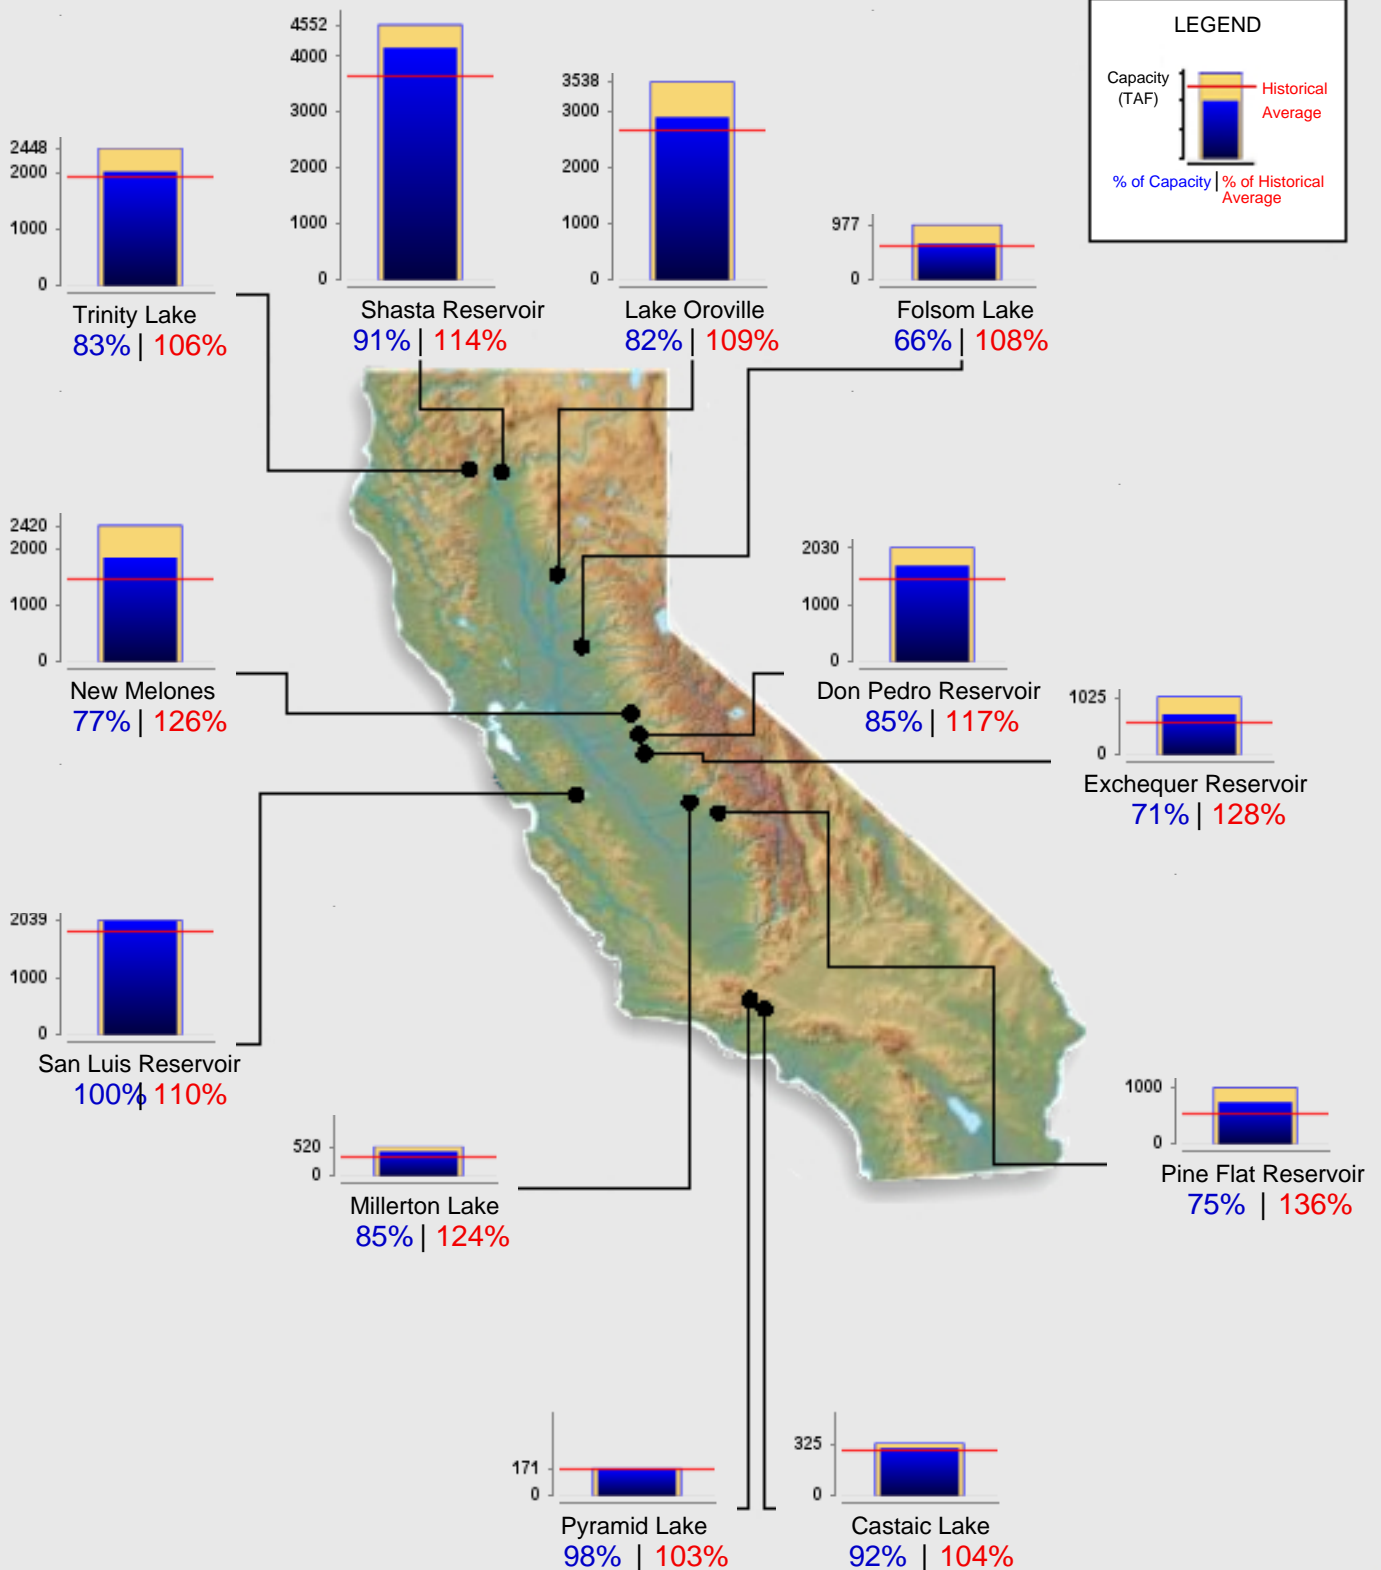 LEGEND
Capacity
(TAF)
Historical
Average
% of Capacity | % of Historical
Average
4552
4000
3000
2000
1000
0
Shasta Reservoir
91% | 114%
3538
3000
2000
1000
0
Lake Oroville
82% | 109%
2448
2000
1000
0
Trinity Lake
83% | 106%
977
0
Folsom Lake
66% | 108%
2420
2000
1000
0
New Melones
77% | 126%
2030
1000
0
Don Pedro Reservoir
85% | 117%
1025
0
Exchequer Reservoir
71% | 128%
2039
1000
0
San Luis Reservoir
100% | 110%
520
0
Millerton Lake
85% | 124%
1000
0
Pine Flat Reservoir
75% | 136%
171
0
Pyramid Lake
98% | 103%
325
0
Castaic Lake
92% | 104%